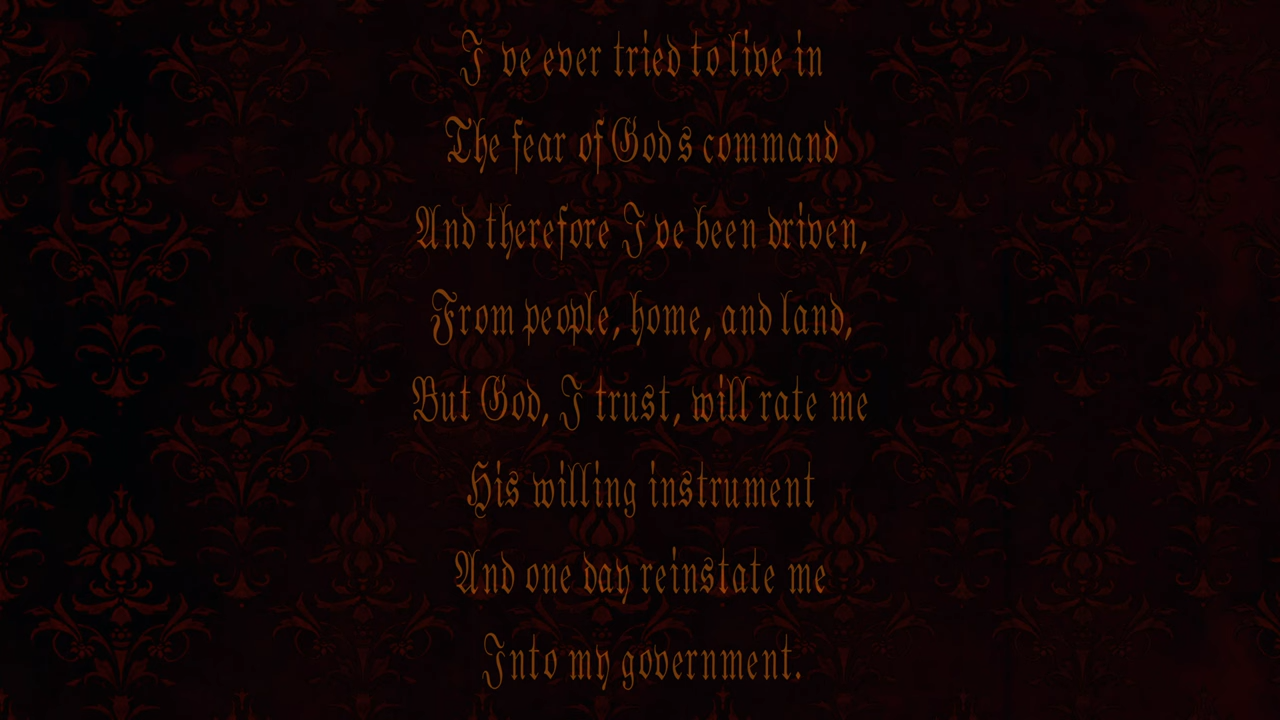 I ve ever tried to live in
The fear of God s command
And therefore I ve been driven,
From people, home, and land,
But God, I trust, will rate me
His willing instrument
And one day reinstate me
Into my government.